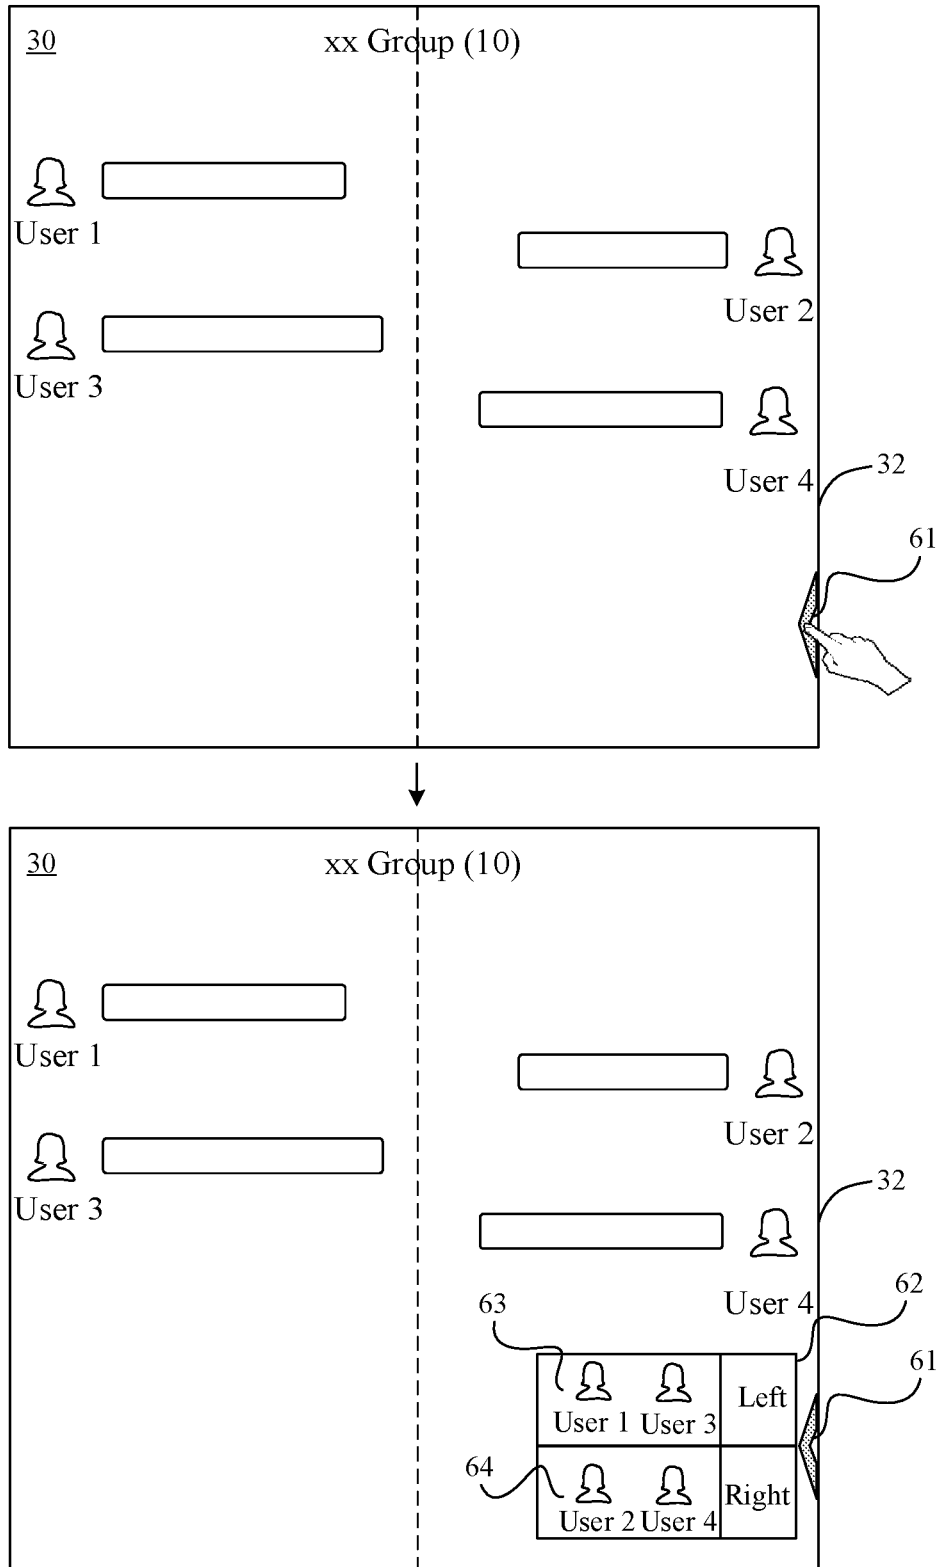 30
xx Group (10)
User 1
User 2
User 3
User 4
32
61
30
xx Group (10)
User 1
User 2
User 3
32
User 4
62
63
61
Left
User 1 User 3
64
Right
User 2 User 4